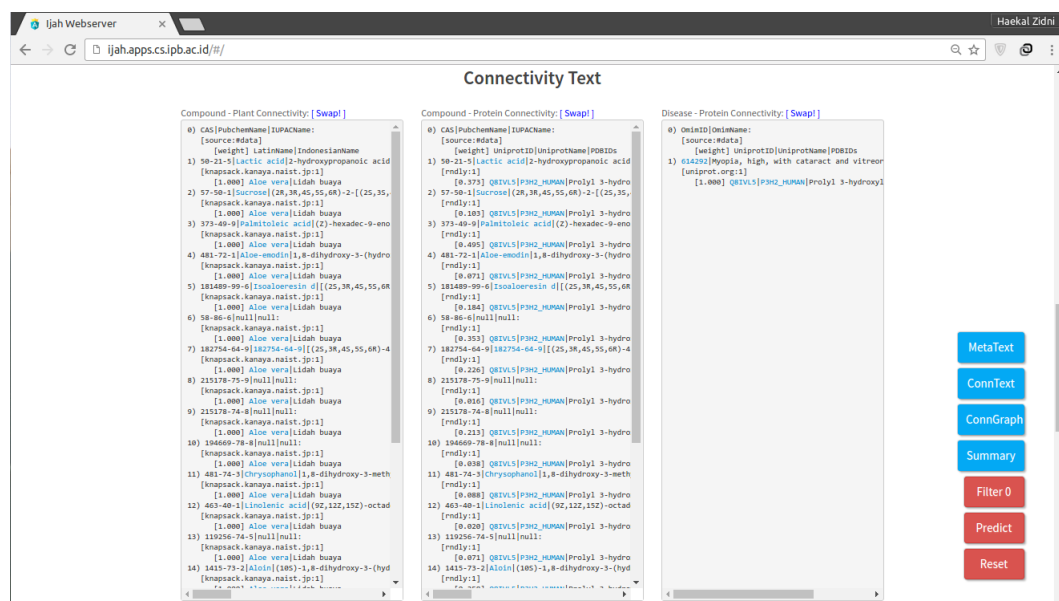 Ijah Webserver
Haekal Zidni
ijah.apps.cs.ipb.ac.id/#/
Connectivity Text
Compound - Plant Connectivity: [ Swap! ]
0) CAS|PubchemName|IUPACName:
[source:#data]
[weight] LatinName|IndonesianName
1) 50-21-5|Lactic acid|2-hydroxypropanoic acid
[knapsack.kanaya.naist.jp:1]
[1.000] Aloe vera|Lidah buaya
2) 57-50-1|Sucrose|(2R,3R,4S,5S,6R)-2-[(2S,3S,
[knapsack.kanaya.naist.jp:1]
[1.000] Aloe vera|Lidah buaya
3) 373-49-9|Palmitoleic acid|(Z)-hexadec-9-eno
[knapsack.kanaya.naist.jp:1]
[1.000] Aloe vera|Lidah buaya
4) 481-72-1|Aloe-emodin|1,8-dihydroxy-3-(hydro
[knapsack.kanaya.naist.jp:1]
[1.000] Aloe vera|Lidah buaya
5) 181489-99-6|Isoaloeresin d|[(2S,3R,4S,5S,6R
[knapsack.kanaya.naist.jp:1]
[1.000] Aloe vera|Lidah buaya
6) 58-86-6|null|null:
[knapsack.kanaya.naist.jp:1]
[1.000] Aloe vera|Lidah buaya
7) 182754-64-9|182754-64-9|[(2S,3R,4S,5S,6R)-4
[knapsack.kanaya.naist.jp:1]
[1.000] Aloe vera|Lidah buaya
8) 215178-75-9|null|null:
[knapsack.kanaya.naist.jp:1]
[1.000] Aloe vera|Lidah buaya
9) 215178-74-8|null|null:
[knapsack.kanaya.naist.jp:1]
[1.000] Aloe vera|Lidah buaya
10) 194669-78-8|null|null:
[knapsack.kanaya.naist.jp:1]
[1.000] Aloe vera|Lidah buaya
11) 481-74-3|Chrysophanol|1,8-dihydroxy-3-meth
[knapsack.kanaya.naist.jp:1]
[1.000] Aloe vera|Lidah buaya
12) 463-40-1|Linolenic acid|(9Z,12Z,15Z)-octad
[knapsack.kanaya.naist.jp:1]
[1.000] Aloe vera|Lidah buaya
13) 119256-74-5|null|null:
[knapsack.kanaya.naist.jp:1]
[1.000] Aloe vera|Lidah buaya
14) 1415-73-2|Aloin|(10S)-1,8-dihydroxy-3-(hyd
[knapsack.kanaya.naist.jp:1]
Compound - Protein Connectivity: [ Swap! ]
0) CAS|PubchemName|IUPACName:
[source:#data]
[weight] UniprotID|UniprotName|PDBIDs
1) 50-21-5|Lactic acid|2-hydroxypropanoic acid
[rndly:1]
[0.373] Q8IVL5|P3H2_HUMAN|Prolyl 3-hydro
2) 57-50-1|Sucrose|(2R,3R,4S,5S,6R)-2-[(2S,3S,
[rndly:1]
[0.103] Q8IVL5|P3H2_HUMAN|Prolyl 3-hydro
3) 373-49-9|Palmitoleic acid|(Z)-hexadec-9-eno
[rndly:1]
[0.495] Q8IVL5|P3H2_HUMAN|Prolyl 3-hydro
4) 481-72-1|Aloe-emodin|1,8-dihydroxy-3-(hydro
[rndly:1]
[0.071] Q8IVL5|P3H2_HUMAN|Prolyl 3-hydro
5) 181489-99-6|Isoaloeresin d|[(2S,3R,4S,5S,6R
[rndly:1]
[0.184] Q8IVL5|P3H2_HUMAN|Prolyl 3-hydro
6) 58-86-6|null|null:
[rndly:1]
[0.353] Q8IVL5|P3H2_HUMAN|Prolyl 3-hydro
7) 182754-64-9|182754-64-9|[(2S,3R,4S,5S,6R)-4
[rndly:1]
[0.226] Q8IVL5|P3H2_HUMAN|Prolyl 3-hydro
8) 215178-75-9|null|null:
[rndly:1]
[0.016] Q8IVL5|P3H2_HUMAN|Prolyl 3-hydro
9) 215178-74-8|null|null:
[rndly:1]
[0.213] Q8IVL5|P3H2_HUMAN|Prolyl 3-hydro
10) 194669-78-8|null|null:
[rndly:1]
[0.038] Q8IVL5|P3H2_HUMAN|Prolyl 3-hydro
11) 481-74-3|Chrysophanol|1,8-dihydroxy-3-meth
[rndly:1]
[0.088] Q8IVL5|P3H2_HUMAN|Prolyl 3-hydro
12) 463-40-1|Linolenic acid|(9Z,12Z,15Z)-octad
[rndly:1]
[0.020] Q8IVL5|P3H2_HUMAN|Prolyl 3-hydro
13) 119256-74-5|null|null:
[rndly:1]
[0.071] Q8IVL5|P3H2_HUMAN|Prolyl 3-hydro
14) 1415-73-2|Aloin|(10S)-1,8-dihydroxy-3-(hyd
[rndly:1]
Disease - Protein Connectivity: [ Swap! ]
0) OmimID|OmimName:
[source:#data]
[weight] UniprotID|UniprotName|PDBIDs
1) 614292|Myopia, high, with cataract and vitreor
[uniprot.org:1]
[1.000] Q8IVL5|P3H2_HUMAN|Prolyl 3-hydroxyl
MetaText
ConnText
ConnGraph
Summary
Filter 0
Predict
Reset